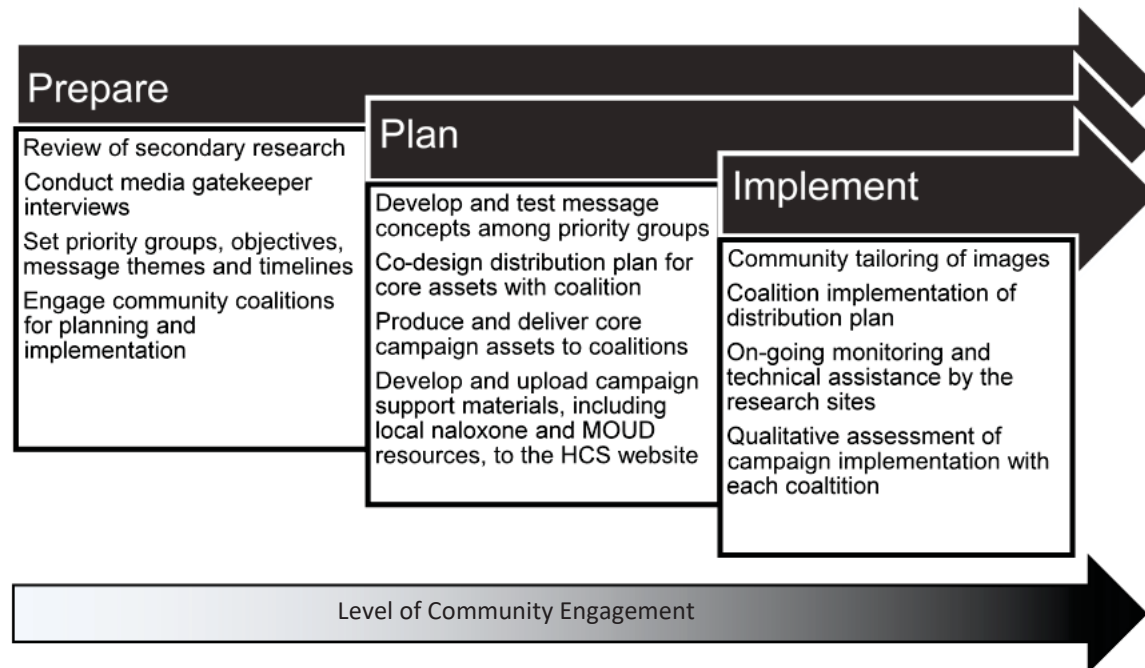 Prepare
Review of secondary research
Conduct media gatekeeper
interviews
Set priority groups, objectives,
message themes and timelines
Engage community coalitions
for planning and
implementation
Plan
Develop and test message
concepts among priority groups
Co-design distribution plan for
core assets with coalition
Produce and deliver core
campaign assets to coalitions
Develop and upload campaign
support materials, including
local naloxone and MOUD
resources, to the HCS website
Implement
Community tailoring of images
Coalition implementation of
distribution plan
On-going monitoring and
technical assistance by the
research sites
Qualitative assessment of
campaign implementation with
each coaltition
Level of Community Engagement